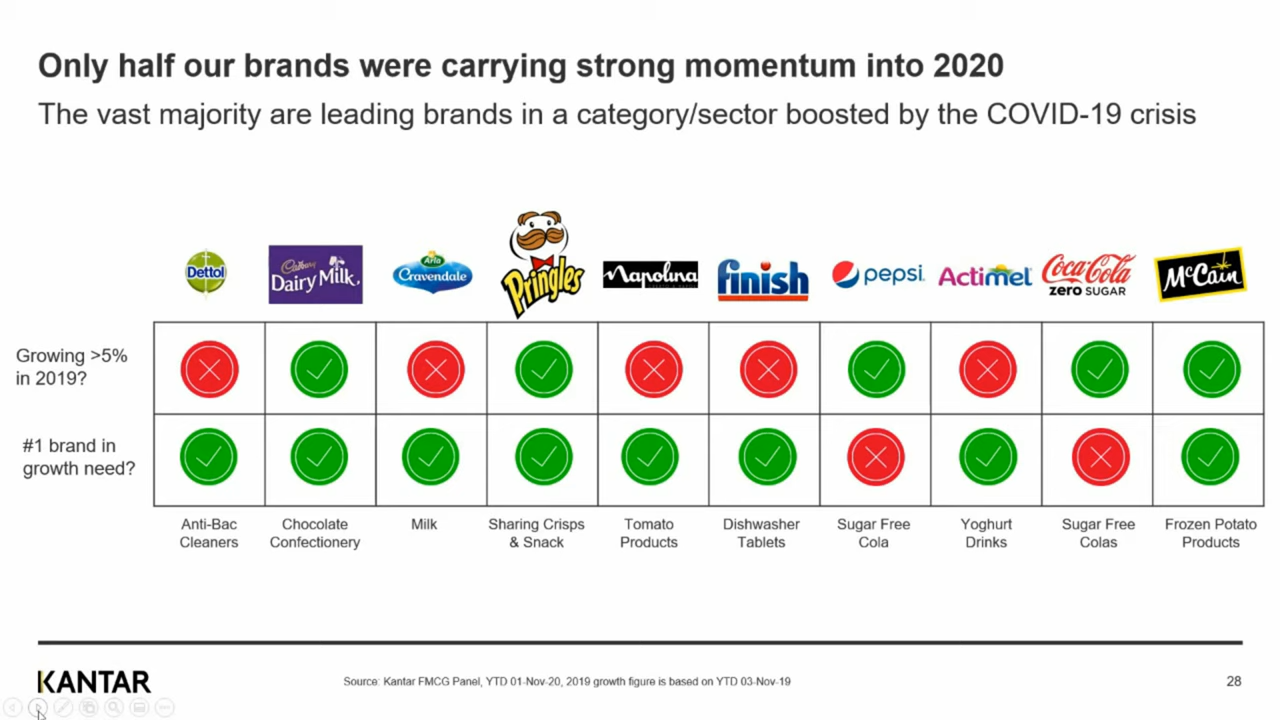 Only half our brands were carrying strong momentum into 2020
The vast majority are leading brands in a category/sector boosted by the COVID-19 crisis
Dettol
Cadbury
Dairy Milk
Arla
Cravendale
Pringles
Napolina
finish
pepsi
Actimel
Coca-Cola
ZERO SUGAR
McCain
Growing >5%
in 2019?
#1 brand in
growth need?
Anti-Bac
Cleaners
Chocolate
Confectionery
Milk
Sharing Crisps
& Snack
Tomato
Products
Dishwasher
Tablets
Sugar Free
Cola
Yoghurt
Drinks
Sugar Free
Colas
Frozen Potato
Products
KANTAR
Source: Kantar FMCG Panel, YTD 01-Nov-20, 2019 growth figure is based on YTD 03-Nov-19
28